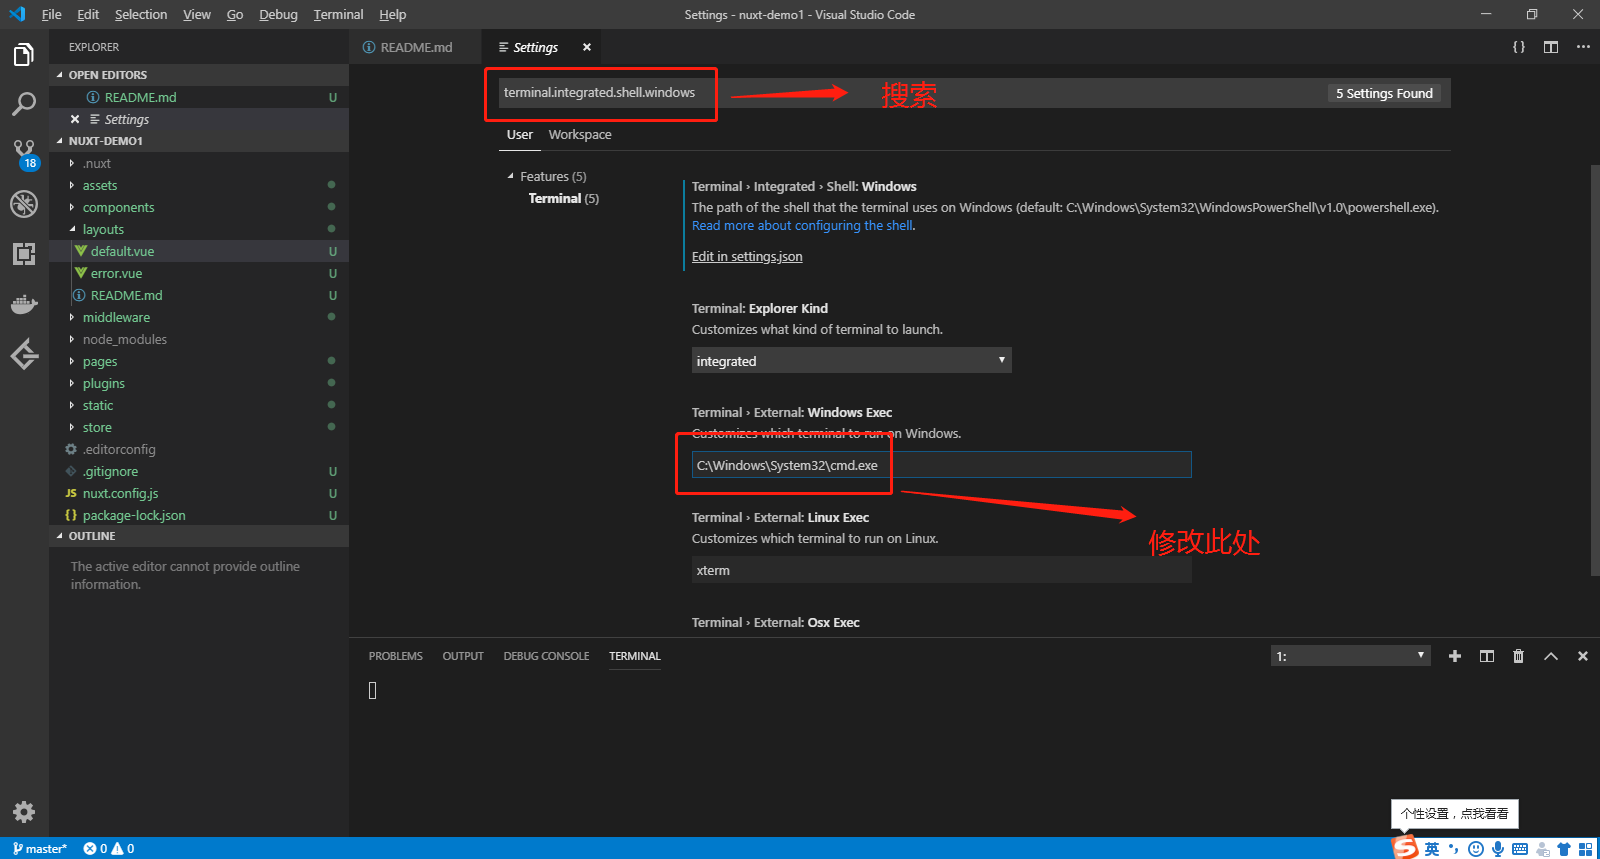 File Edit Selection View Go Debug Terminal Help
Settings - nuxt-demo1 - Visual Studio Code
EXPLORER
OPEN EDITORS
README.md U
Settings
NUXT-DEMO1
.nuxt
assets
components
layouts
default.vue U
error.vue U
README.md U
middleware
node_modules
pages
plugins
static
store
.editorconfig
.gitignore U
JS nuxt.config.js U
{} package-lock.json U
OUTLINE
The active editor cannot provide outline
information.
18
README.md
Settings
{}
terminal.integrated.shell.windows
搜索
5 Settings Found
User Workspace
Features (5)
Terminal (5)
Terminal › Integrated › Shell: Windows
The path of the shell that the terminal uses on Windows (default: C:\Windows\System32\WindowsPowerShell\v1.0\powershell.exe).
Read more about configuring the shell.
Edit in settings.json
Terminal: Explorer Kind
Customizes what kind of terminal to launch.
integrated
Terminal › External: Windows Exec
Customizes which terminal to run on Windows.
C:\Windows\System32\cmd.exe
修改此处
Terminal › External: Linux Exec
Customizes which terminal to run on Linux.
xterm
Terminal › External: Osx Exec
PROBLEMS OUTPUT DEBUG CONSOLE TERMINAL
1:
个性设置，点我看看
master* 0 0
S 英